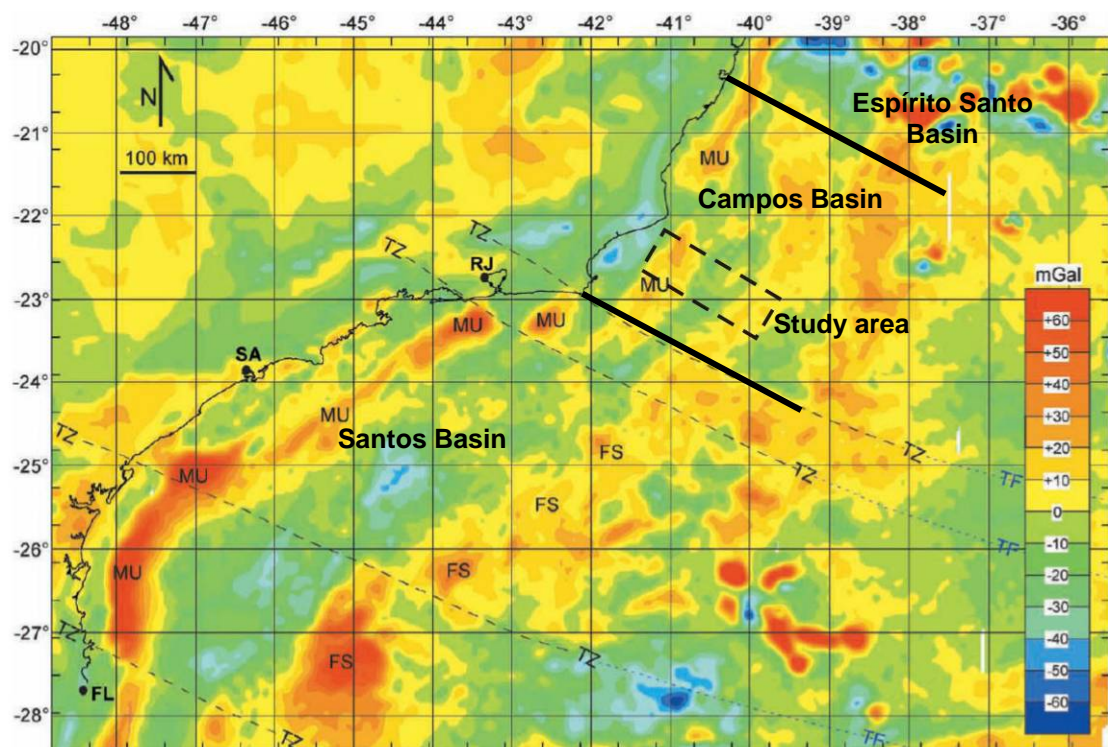 -48° -47° -46° -45° -44° -43° -42° -41° -40° -39° -38° -37° -36°
-20°
-21°
-22°
-23°
-24°
-25°
-26°
-27°
-28°
N
100 km
Espírito Santo
Basin
MU
Campos Basin
TZ
TZ
RJ
MU
Study area
MU
MU
SA
MU
Santos Basin
TZ
FS
TZ
TF
MU
TZ
FS
TF
MU
FS
TZ
FS
TZ
FL
TZ
TF
mGal
+60
+50
+40
+30
+20
+10
0
-10
-20
-30
-40
-50
-60